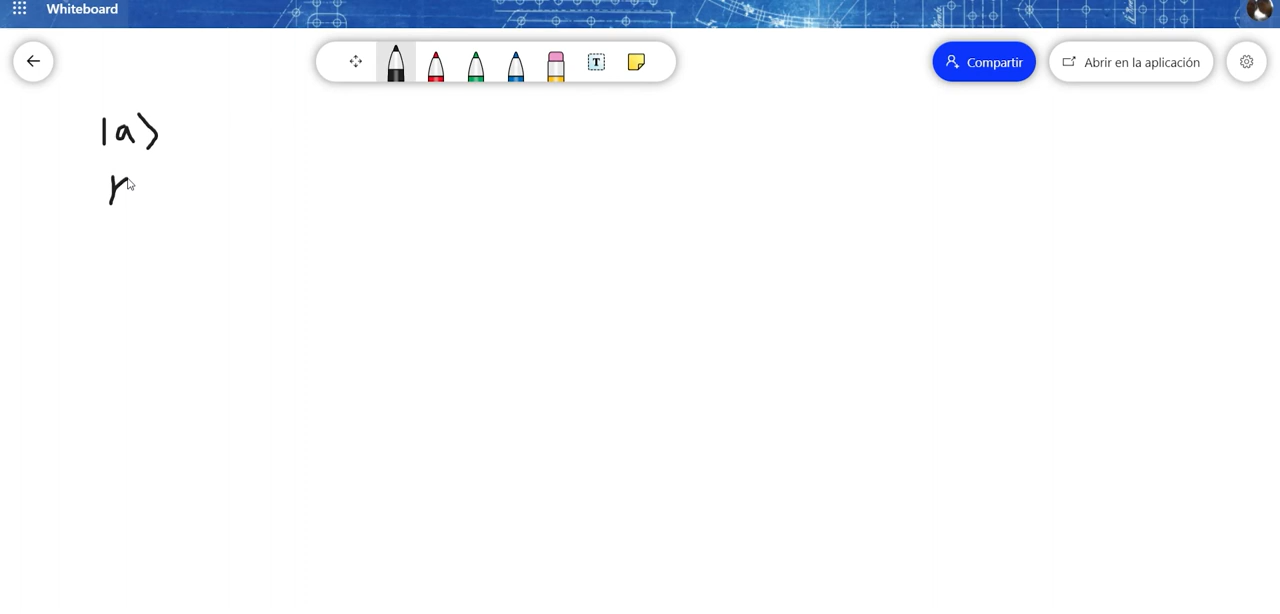 Whiteboard
T
Compartir
Abrir en la aplicación
|a⟩
r